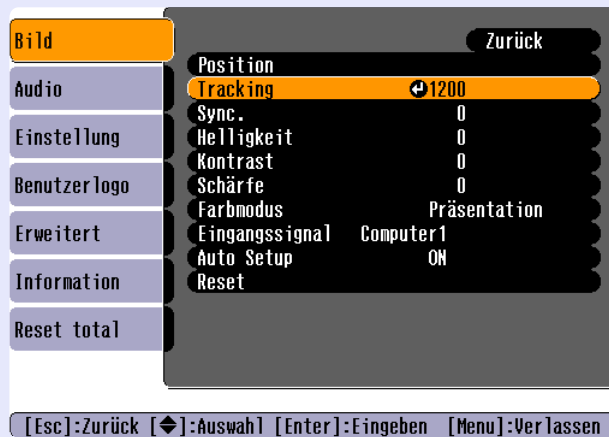 Bild
Audio
Einstellung
Benutzerlogo
Erweitert
Information
Reset total
Zurück
Position
Tracking 1200
Sync. 0
Helligkeit 0
Kontrast 0
Schärfe 0
Farbmodus Präsentation
Eingangssignal Computer1
Auto Setup ON
Reset
[Esc]:Zurück [◆]:Auswahl [Enter]:Eingeben [Menu]:Verlassen